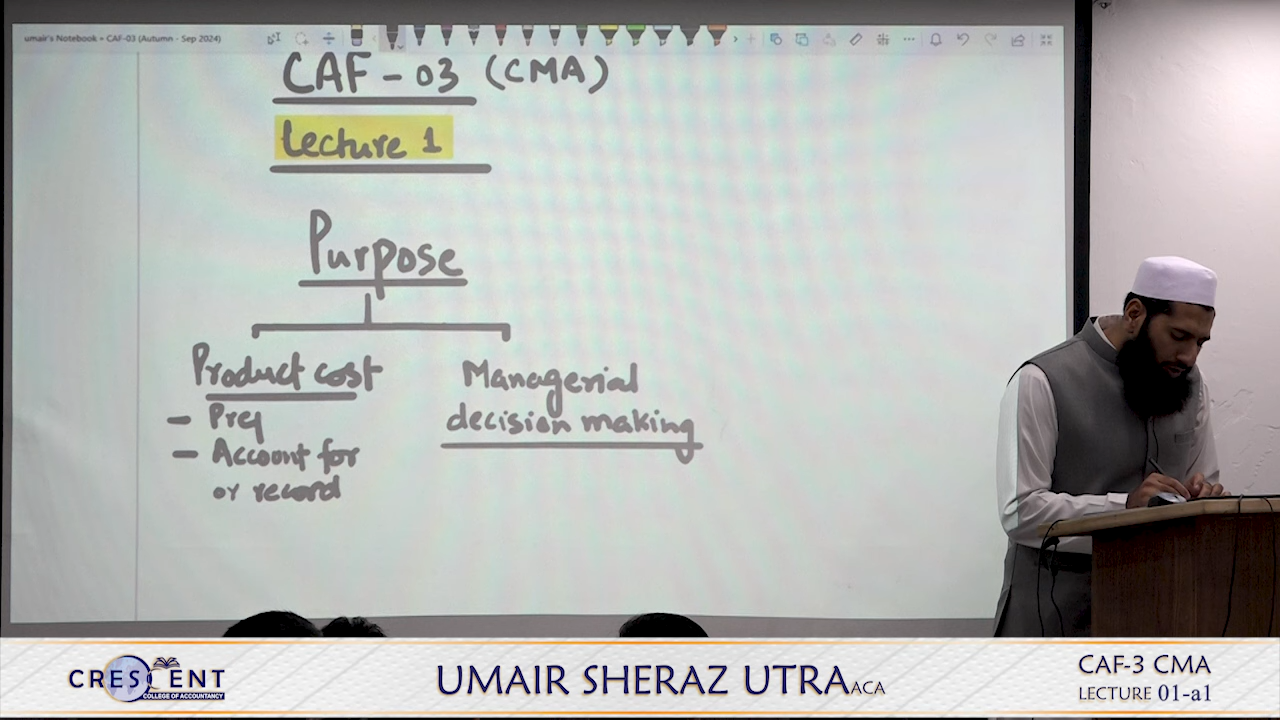 umair's Notebook > CAF-03 (Autumn - Sep 2024)
CAF - 03 (CMA)
Lecture 1
Purpose
Product cost
- Prep
- Account for
or record
Managerial
decision making
CRESCENT
COLLEGE OF ACCOUNTANCY
UMAIR SHERAZ UTRA ACA
CAF-3 CMA
LECTURE 01-a1